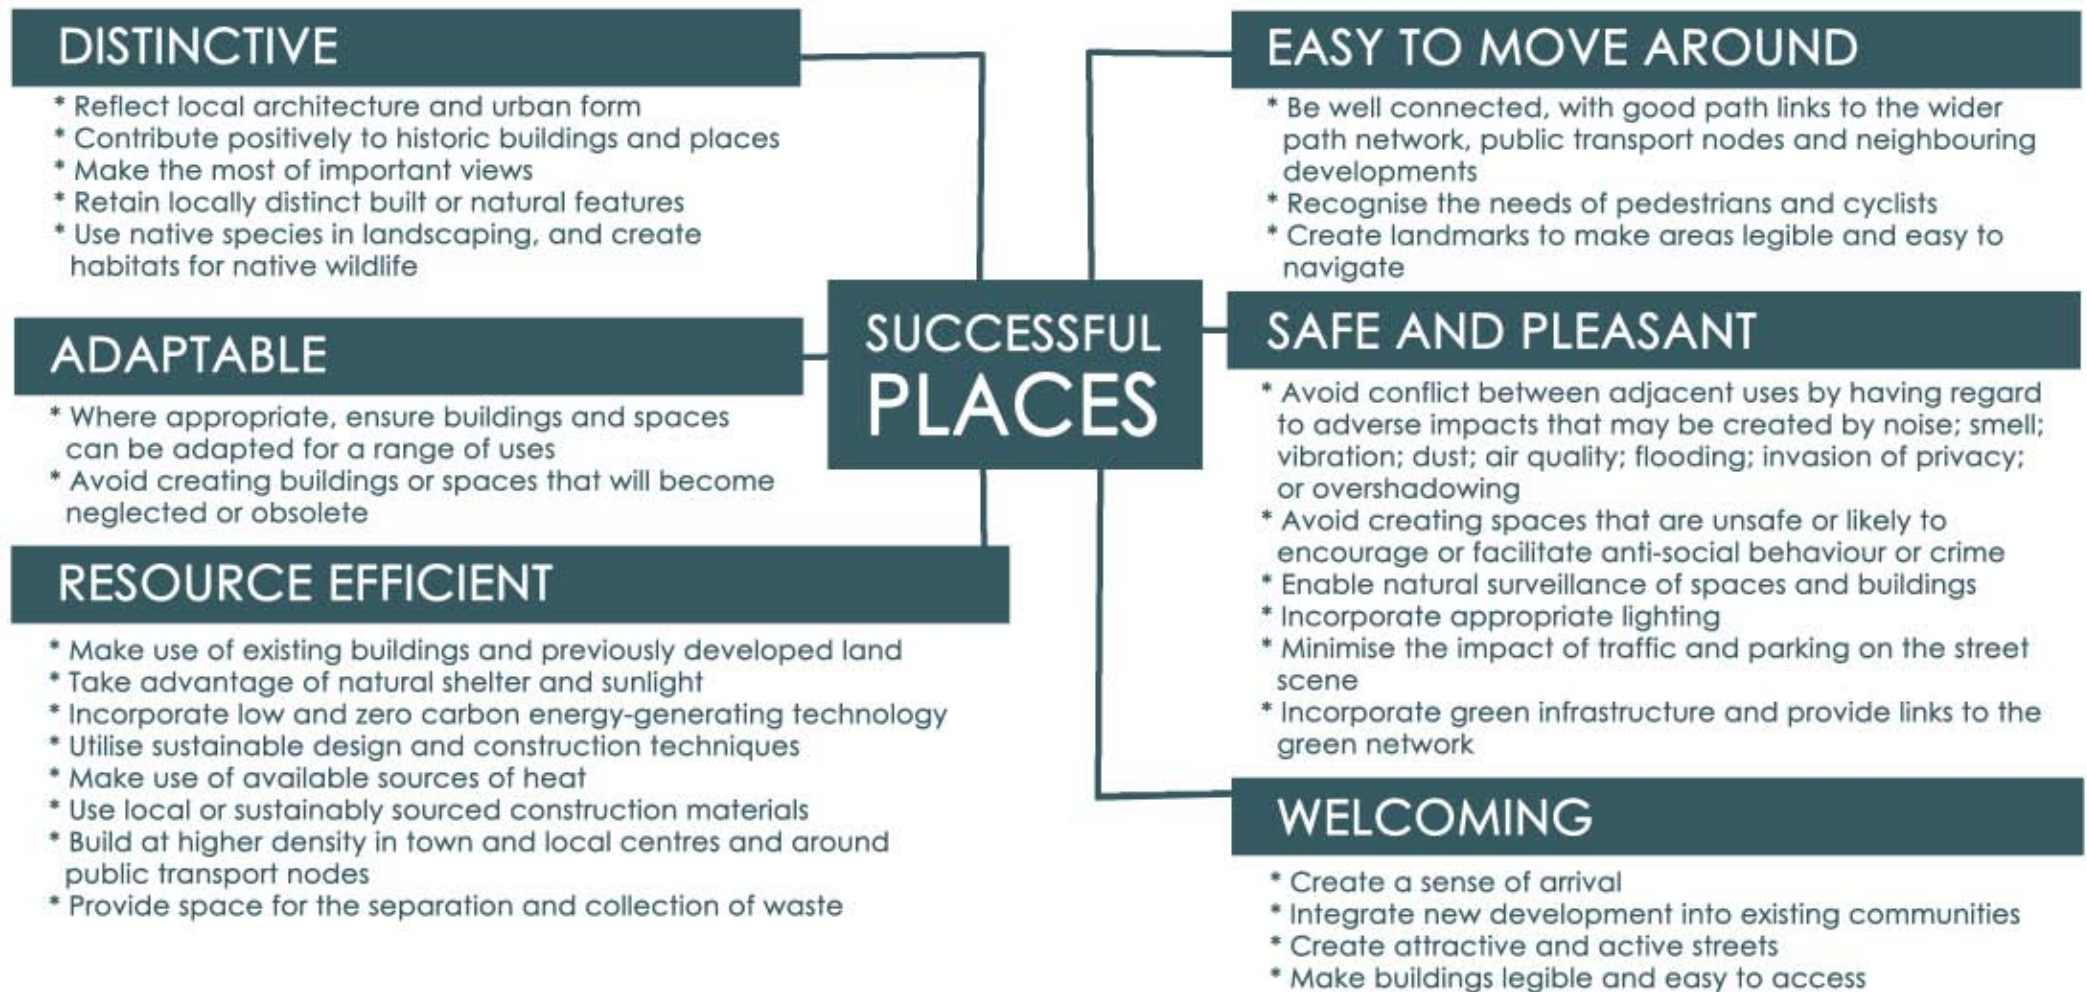 DISTINCTIVE
* Reflect local architecture and urban form
* Contribute positively to historic buildings and places
* Make the most of important views
* Retain locally distinct built or natural features
* Use native species in landscaping, and create
habitats for native wildlife
ADAPTABLE
* Where appropriate, ensure buildings and spaces
can be adapted for a range of uses
* Avoid creating buildings or spaces that will become
neglected or obsolete
RESOURCE EFFICIENT
* Make use of existing buildings and previously developed land
* Take advantage of natural shelter and sunlight
* Incorporate low and zero carbon energy-generating technology
* Utilise sustainable design and construction techniques
* Make use of available sources of heat
* Use local or sustainably sourced construction materials
* Build at higher density in town and local centres and around
public transport nodes
* Provide space for the separation and collection of waste
SUCCESSFUL
PLACES
EASY TO MOVE AROUND
* Be well connected, with good path links to the wider
path network, public transport nodes and neighbouring
developments
* Recognise the needs of pedestrians and cyclists
* Create landmarks to make areas legible and easy to
navigate
SAFE AND PLEASANT
* Avoid conflict between adjacent uses by having regard
to adverse impacts that may be created by noise; smell;
vibration; dust; air quality; flooding; invasion of privacy;
or overshadowing
* Avoid creating spaces that are unsafe or likely to
encourage or facilitate anti-social behaviour or crime
* Enable natural surveillance of spaces and buildings
* Incorporate appropriate lighting
* Minimise the impact of traffic and parking on the street
scene
* Incorporate green infrastructure and provide links to the
green network
WELCOMING
* Create a sense of arrival
* Integrate new development into existing communities
* Create attractive and active streets
* Make buildings legible and easy to access